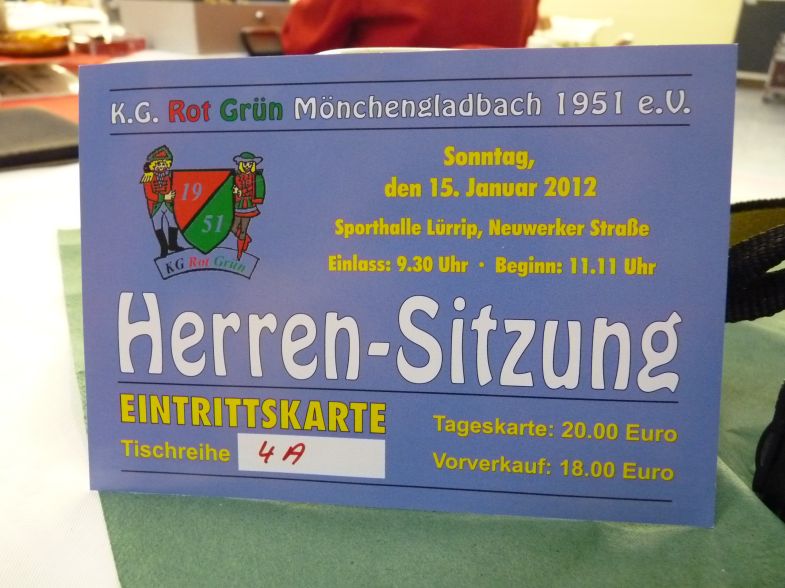 K.G. Rot Grün Mönchengladbach 1951 e.V.
19
51
KG Rot Grün
Sonntag,
den 15. Januar 2012
Sporthalle Lürrip, Neuwerker Straße
Einlass: 9.30 Uhr · Beginn: 11.11 Uhr
Herren-Sitzung
EINTRITTSKARTE
Tischreihe 4A
Tageskarte: 20.00 Euro
Vorverkauf: 18.00 Euro